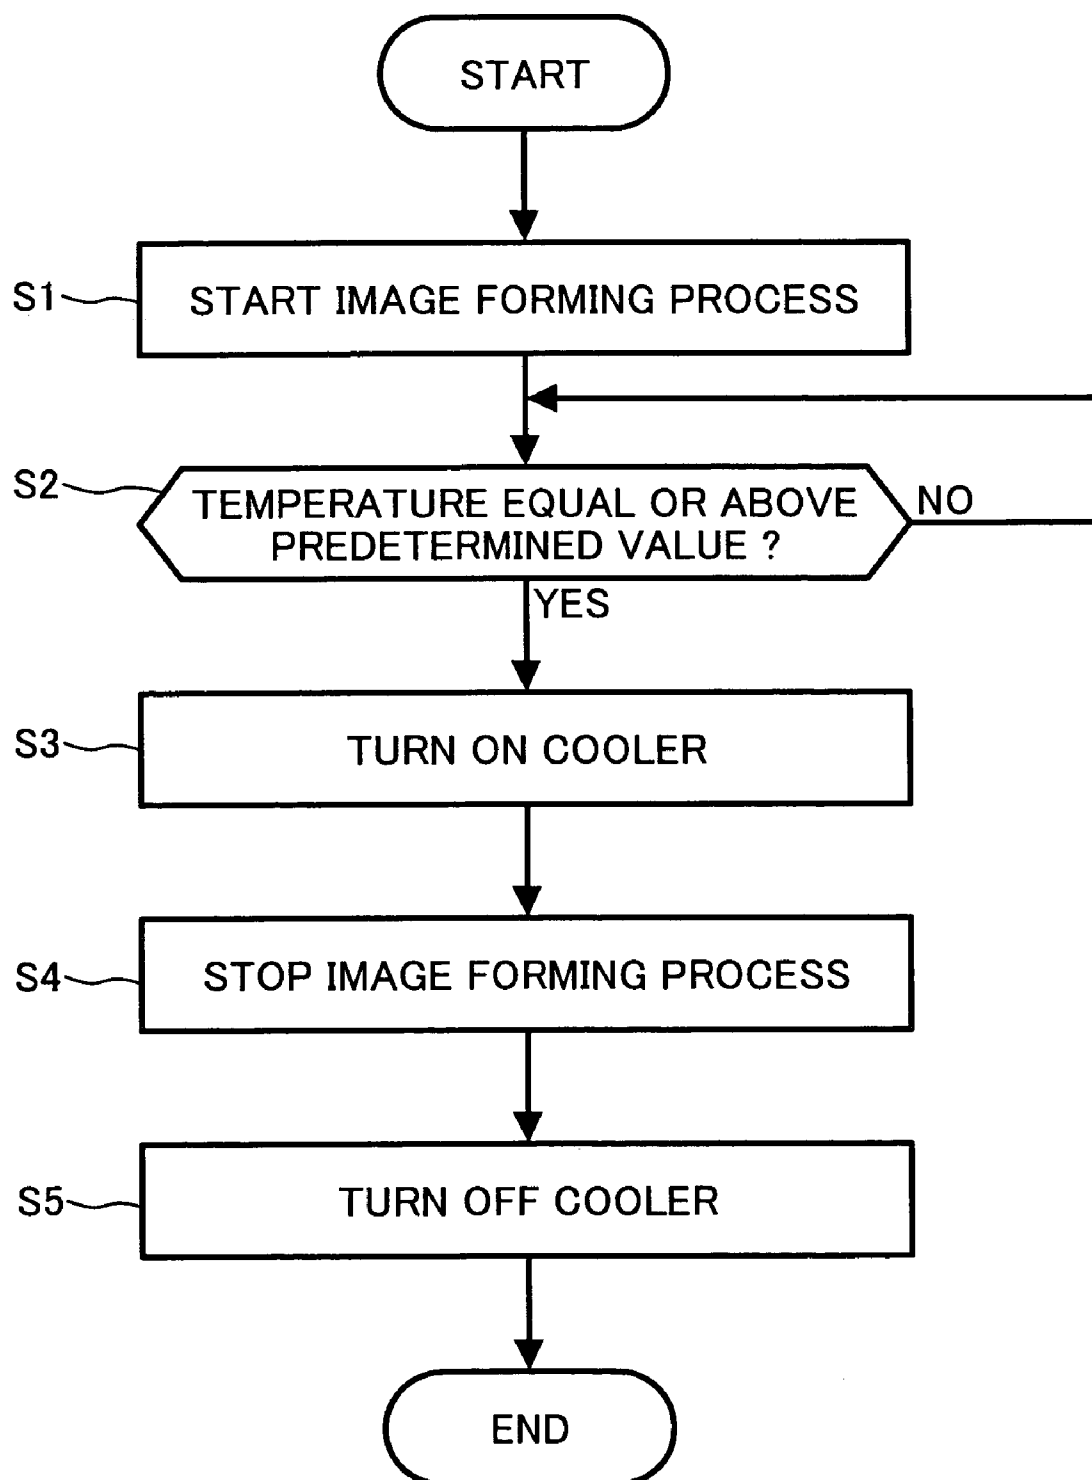 START
S1
START IMAGE FORMING PROCESS
S2
TEMPERATURE EQUAL OR ABOVE
PREDETERMINED VALUE ?
NO
YES
S3
TURN ON COOLER
S4
STOP IMAGE FORMING PROCESS
S5
TURN OFF COOLER
END